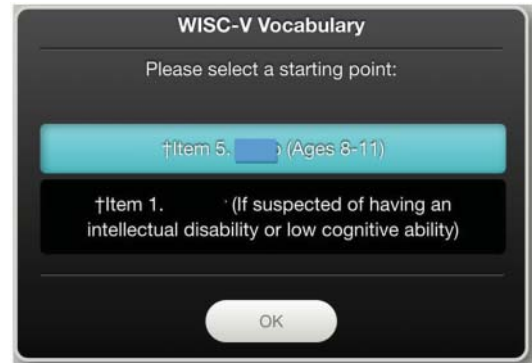 WISC-V Vocabulary
Please select a starting point:
†Item 5. (Ages 8-11)
†Item 1. (If suspected of having an
intellectual disability or low cognitive ability)
OK